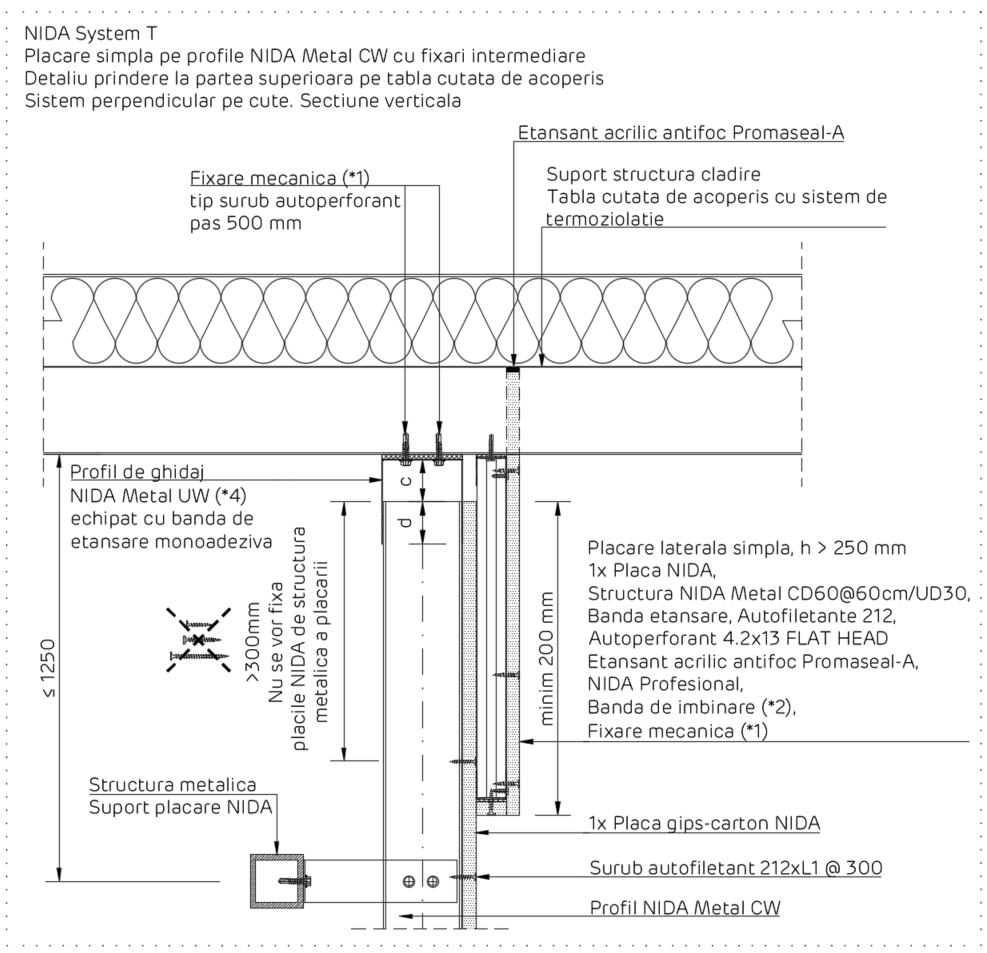 NIDA System T
Placare simpla pe profile NIDA Metal CW cu fixari intermediare
Detaliu prindere la partea superioara pe tabla cutata de acoperis
Sistem perpendicular pe cute. Sectiune verticala
Etansant acrilic antifoc Promaseal-A
Fixare mecanica (*1)
tip surub autoperforant
pas 500 mm
Suport structura cladire
Tabla cutata de acoperis cu sistem de
termoziolatie
Profil de ghidaj
NIDA Metal UW (*4)
echipat cu banda de
etansare monoadeziva
c
d
≤ 1250
>300mm
Nu se vor fixa
placile NIDA de structura
metalica a placarii
minim 200 mm
Placare laterala simpla, h > 250 mm
1x Placa NIDA,
Structura NIDA Metal CD60@60cm/UD30,
Banda etansare, Autofiletante 212,
Autoperforant 4.2x13 FLAT HEAD
Etansant acrilic antifoc Promaseal-A,
NIDA Profesional,
Banda de imbinare (*2),
Fixare mecanica (*1)
Structura metalica
Suport placare NIDA
1x Placa gips-carton NIDA
Surub autofiletant 212xL1 @ 300
Profil NIDA Metal CW